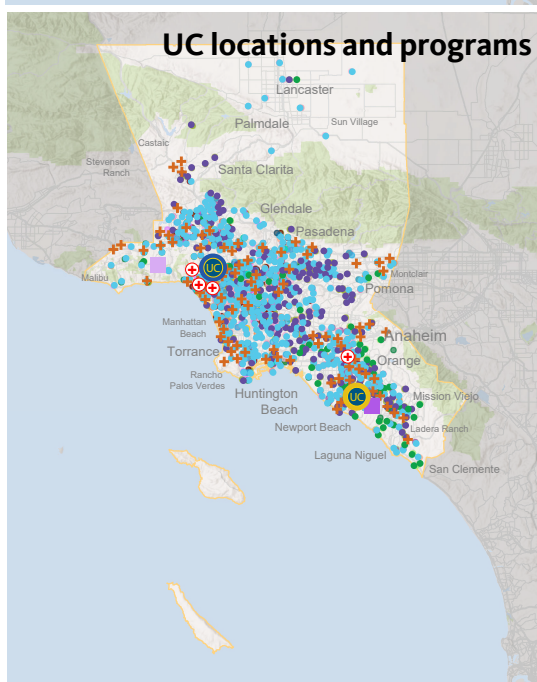 UC locations and programs
Lancaster
Palmdale
Sun Village
Castaic
Stevenson
Ranch
Santa Clarita
Glendale
Pasadena
UC
Malibu
Montclair
Pomona
Manhattan
Beach
Anaheim
Torrance
Orange
Rancho
Palos Verdes
Huntington
Beach
UC
Mission Viejo
Newport Beach
Ladera Ranch
Laguna Niguel
San Clemente